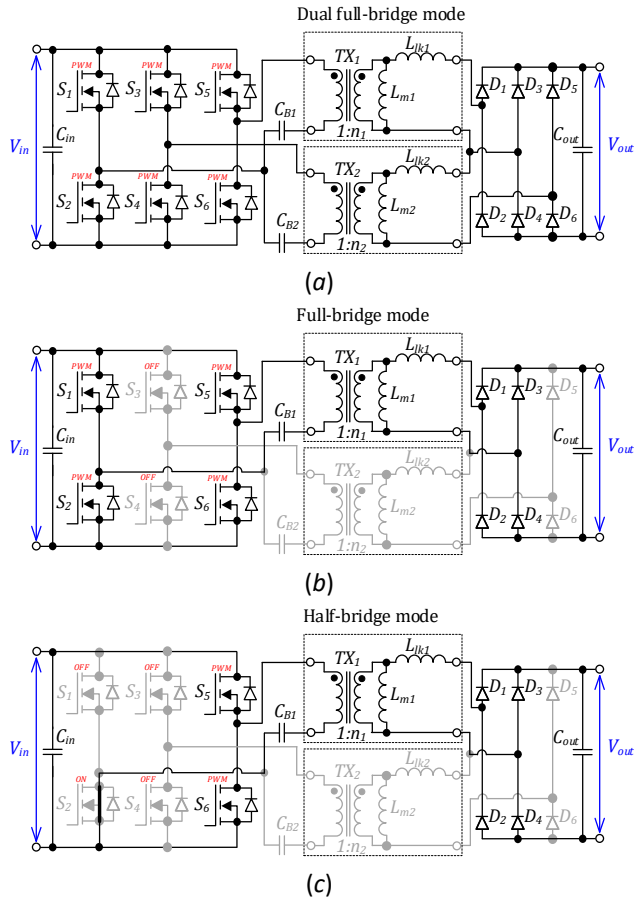 Dual full-bridge mode
PWM PWM PWM
S1 S3 S5
TX1 Llk1
Lm1
D1 D3 D5
Cin
CB1
1:n1
Vin
Cout
Vout
PWM PWM PWM
S2 S4 S6
TX2 Llk2
Lm2
CB2
1:n2
D2 D4 D6
(a)
Full-bridge mode
PWM OFF PWM
S1 S3 S5
TX1 Llk1
Lm1
D1 D3 D5
Cin
CB1
1:n1
Vin
Cout
Vout
PWM OFF PWM
S2 S4 S6
TX2 Llk2
Lm2
CB2
1:n2
D2 D4 D6
(b)
Half-bridge mode
OFF OFF PWM
S1 S3 S5
TX1 Llk1
Lm1
D1 D3 D5
Cin
CB1
1:n1
Vin
Cout
Vout
ON OFF PWM
S2 S4 S6
TX2 Llk2
Lm2
CB2
1:n2
D2 D4 D6
(c)